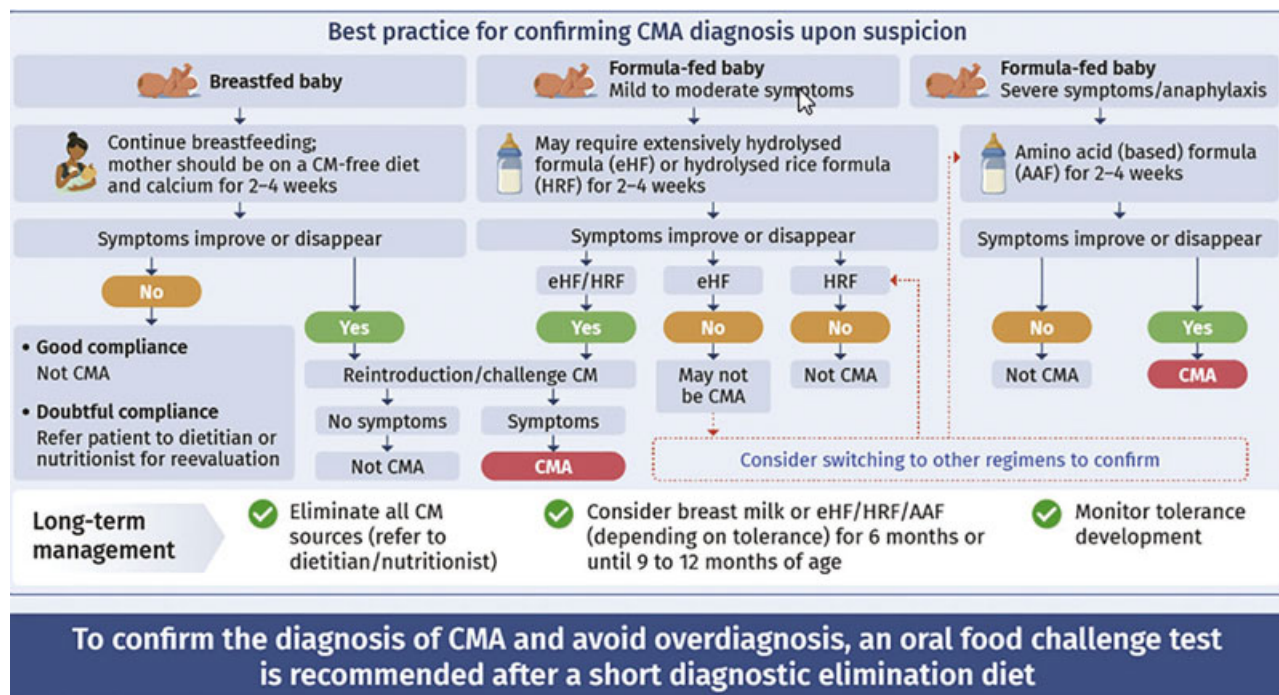 Best practice for confirming CMA diagnosis upon suspicion
Breastfed baby
Continue breastfeeding;
mother should be on a CM-free diet
and calcium for 2–4 weeks
Symptoms improve or disappear
No
Yes
• Good compliance
Not CMA
• Doubtful compliance
Refer patient to dietitian or
nutritionist for reevaluation
Formula-fed baby
Mild to moderate symptoms
May require extensively hydrolysed
formula (eHF) or hydrolysed rice formula
(HRF) for 2–4 weeks
Symptoms improve or disappear
eHF/HRF
eHF
HRF
Yes
No
No
Reintroduction/challenge CM
May not
be CMA
Not CMA
No symptoms
Symptoms
Not CMA
CMA
Formula-fed baby
Severe symptoms/anaphylaxis
Amino acid (based) formula
(AAF) for 2–4 weeks
Symptoms improve or disappear
No
Yes
Not CMA
CMA
Consider switching to other regimens to confirm
Long-term
management
Eliminate all CM
sources (refer to
dietitian/nutritionist)
Consider breast milk or eHF/HRF/AAF
(depending on tolerance) for 6 months or
until 9 to 12 months of age
Monitor tolerance
development
To confirm the diagnosis of CMA and avoid overdiagnosis, an oral food challenge test
is recommended after a short diagnostic elimination diet